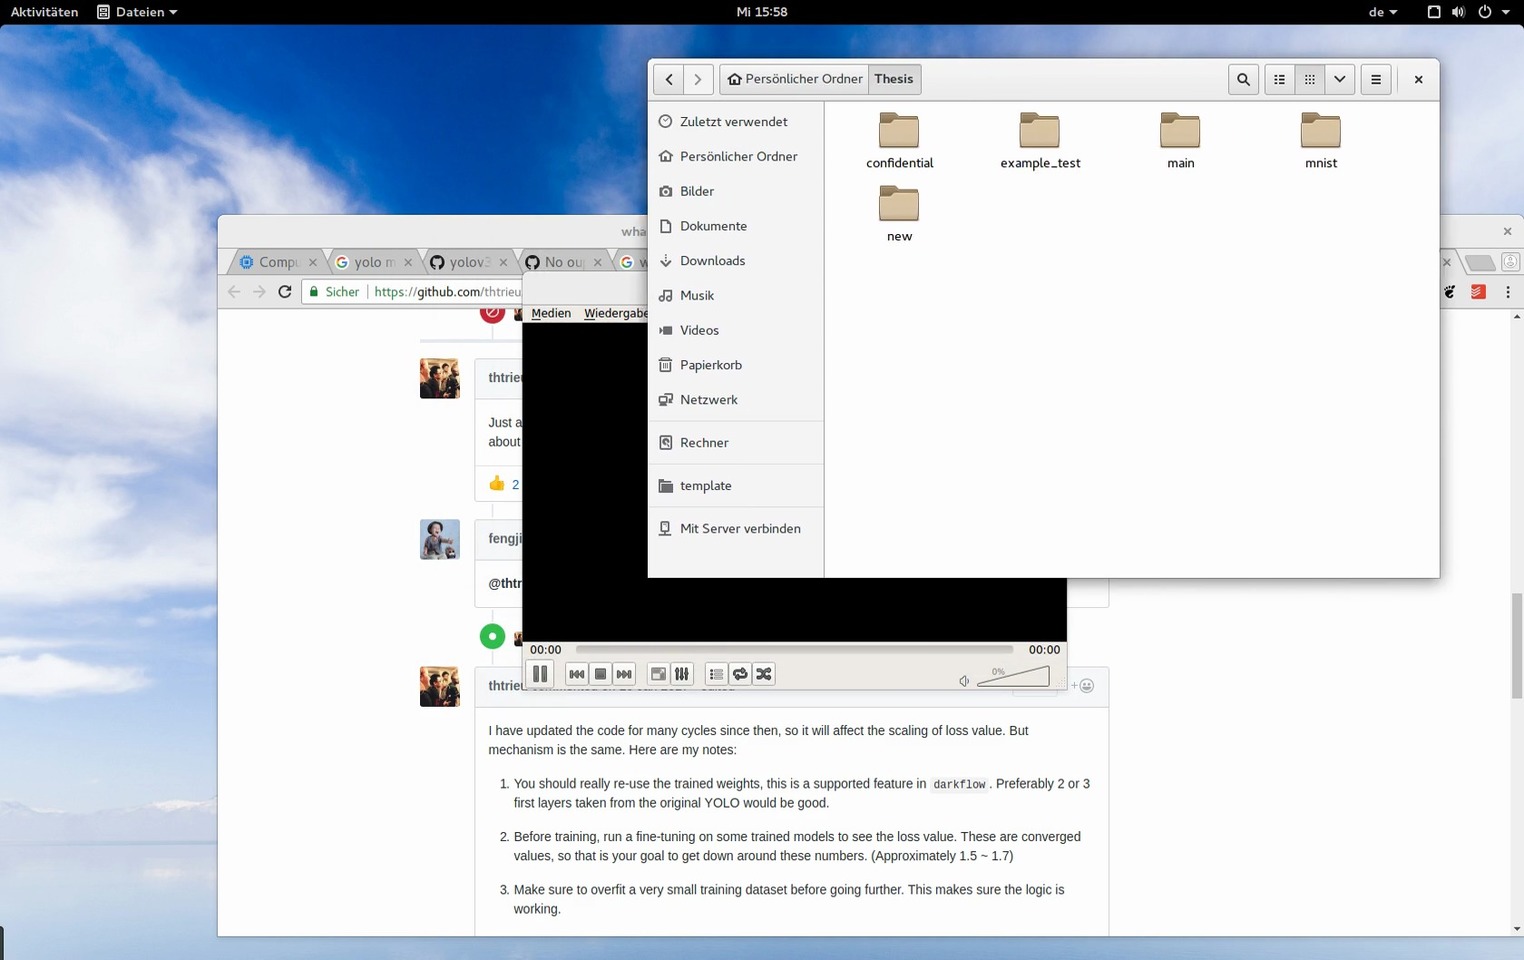 Aktivitäten
Dateien
Mi 15:58
de
Persönlicher Ordner
Thesis
Zuletzt verwendet
Persönlicher Ordner
Bilder
Dokumente
Downloads
Musik
Videos
Papierkorb
Netzwerk
Rechner
template
Mit Server verbinden
confidential
example_test
main
mnist
new
wha
Compu
yolo m
yolov3
No oup
w
Sicher
https://github.com/thtrieu
Medien Wiedergabe
thtrieu
Just a
about
2
fengji
@thtr
00:00
00:00
0%
thtrieu
I have updated the code for many cycles since then, so it will affect the scaling of loss value. But
mechanism is the same. Here are my notes:
1. You should really re-use the trained weights, this is a supported feature in darkflow. Preferably 2 or 3
first layers taken from the original YOLO would be good.
2. Before training, run a fine-tuning on some trained models to see the loss value. These are converged
values, so that is your goal to get down around these numbers. (Approximately 1.5 ~ 1.7)
3. Make sure to overfit a very small training dataset before going further. This makes sure the logic is
working.